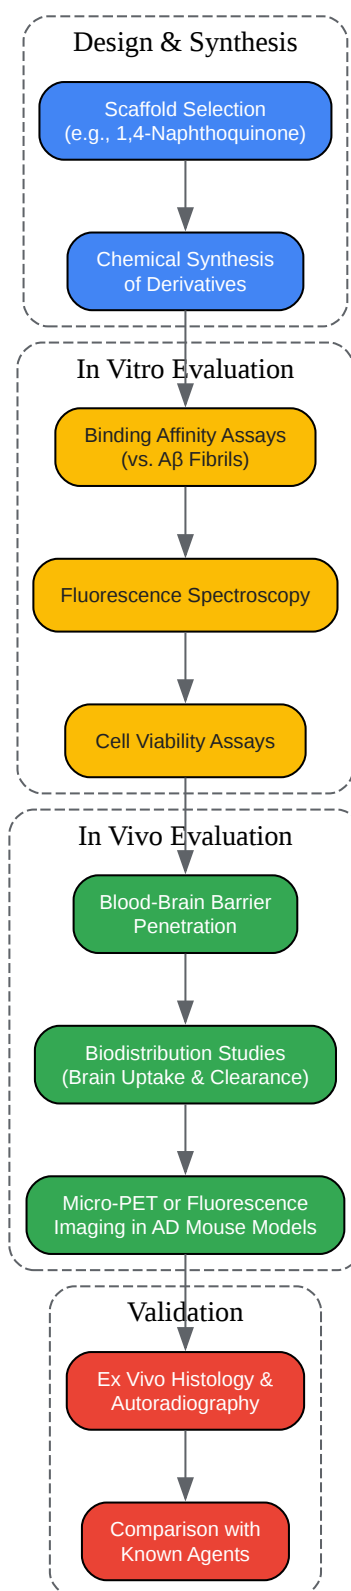 Design & Synthesis
Scaffold Selection
(e.g., 1,4-Naphthoquinone)
Chemical Synthesis
of Derivatives
In Vitro Evaluation
Binding Affinity Assays
(vs. Aβ Fibrils)
Fluorescence Spectroscopy
Cell Viability Assays
In Vivo Evaluation
Blood-Brain Barrier
Penetration
Biodistribution Studies
(Brain Uptake & Clearance)
Micro-PET or Fluorescence
Imaging in AD Mouse Models
Validation
Ex Vivo Histology &
Autoradiography
Comparison with
Known Agents